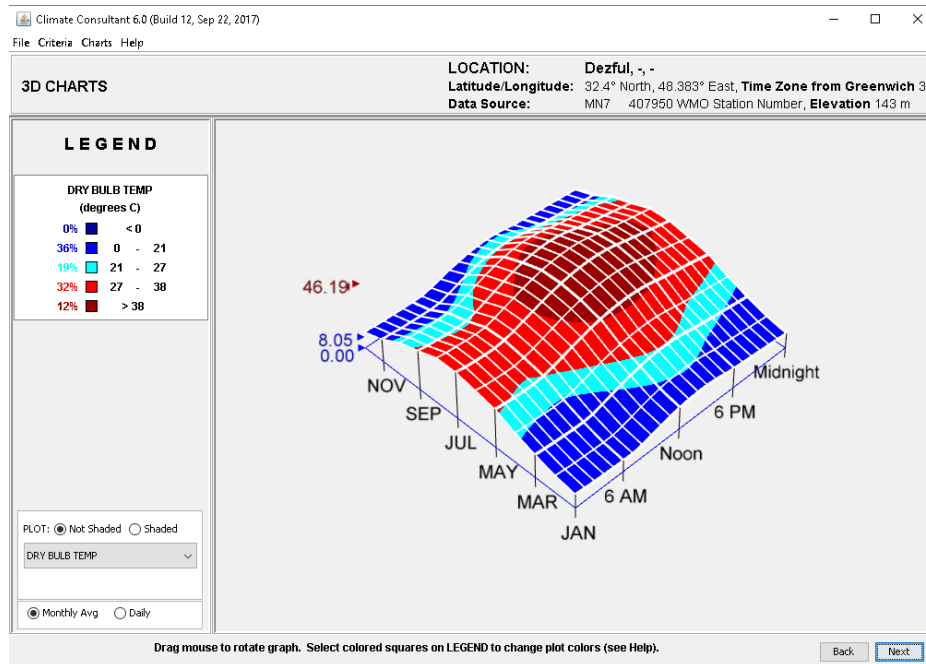 Climate Consultant 6.0 (Build 12, Sep 22, 2017)
File Criteria Charts Help
3D CHARTS
LOCATION: Dezful, -, -
Latitude/Longitude: 32.4° North, 48.383° East, Time Zone from Greenwich 3
Data Source: MN7 407950 WMO Station Number, Elevation 143 m
LEGEND
DRY BULB TEMP
(degrees C)
0% < 0
36% 0 - 21
19% 21 - 27
32% 27 - 38
12% > 38
PLOT: Not Shaded Shaded
DRY BULB TEMP
Monthly Avg Daily
46.19
8.05
0.00
NOV
SEP
JUL
MAY
MAR
JAN
6 AM
Noon
6 PM
Midnight
Drag mouse to rotate graph. Select colored squares on LEGEND to change plot colors (see Help).
Back Next